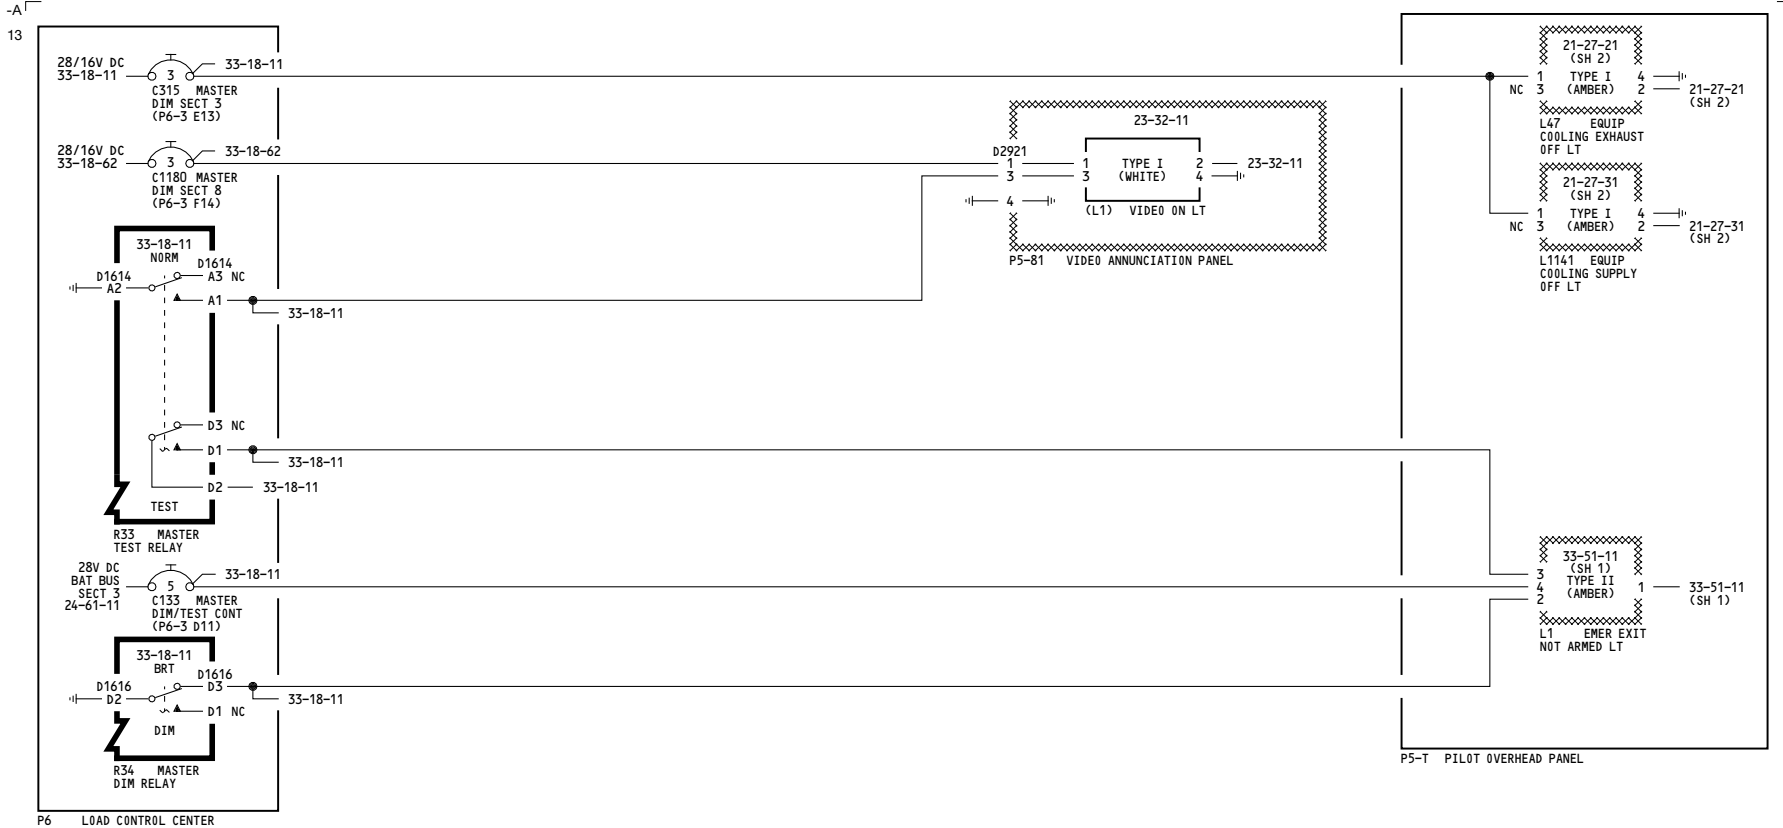 -A
13
28/16V DC
33-18-11
3
33-18-11
C315 MASTER
DIM SECT 3
(P6-3 E13)
28/16V DC
33-18-62
3
33-18-62
C1180 MASTER
DIM SECT 8
(P6-3 F14)
33-18-11
NORM
D1614
A2
D1614
A3 NC
A1
33-18-11
D3 NC
D1
33-18-11
D2
33-18-11
TEST
R33 MASTER
TEST RELAY
28V DC
BAT BUS
SECT 3
24-61-11
5
33-18-11
C133 MASTER
DIM/TEST CONT
(P6-3 D11)
33-18-11
BRT
D1616
D2
D1616
D3
33-18-11
D1 NC
DIM
R34 MASTER
DIM RELAY
P6 LOAD CONTROL CENTER
23-32-11
D2921
1
3
4
1 TYPE I 2
3 (WHITE) 4
23-32-11
(L1) VIDEO ON LT
P5-81 VIDEO ANNUNCIATION PANEL
21-27-21
(SH 2)
1 TYPE I 4
NC 3 (AMBER) 2
21-27-21
(SH 2)
L47 EQUIP
COOLING EXHAUST
OFF LT
21-27-31
(SH 2)
1 TYPE I 4
NC 3 (AMBER) 2
21-27-31
(SH 2)
L1141 EQUIP
COOLING SUPPLY
OFF LT
33-51-11
(SH 1)
3
4
2
TYPE II
(AMBER)
1
33-51-11
(SH 1)
L1 EMER EXIT
NOT ARMED LT
P5-T PILOT OVERHEAD PANEL